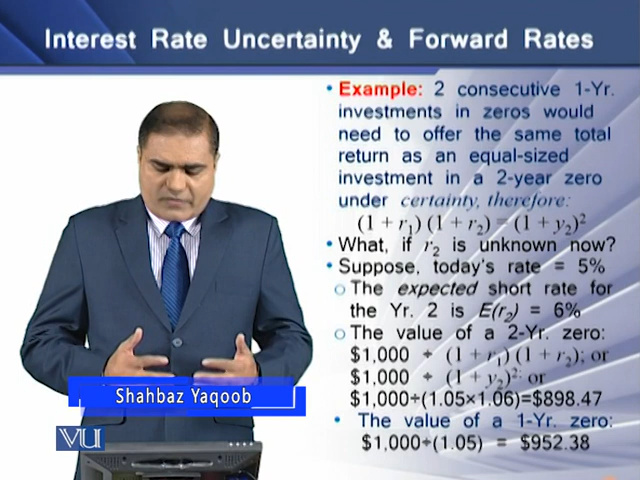 Interest Rate Uncertainty & Forward Rates
• Example: 2 consecutive 1-Yr.
investments in zeros would
need to offer the same total
return as an equal-sized
investment in a 2-year zero
under certainty, therefore:
(1 + r₁) (1 + r₂) = (1 + y₂)²
• What, if r₂ is unknown now?
• Suppose, today's rate = 5%
o The expected short rate for
the Yr. 2 is E(r₂) = 6%
o The value of a 2-Yr. zero:
$1,000 ÷ (1 + r₁) (1 + r₂); or
$1,000 ÷ (1 + y₂)²; or
$1,000÷(1.05×1.06)=$898.47
• The value of a 1-Yr. zero:
$1,000÷(1.05) = $952.38
Shahbaz Yaqoob
VU